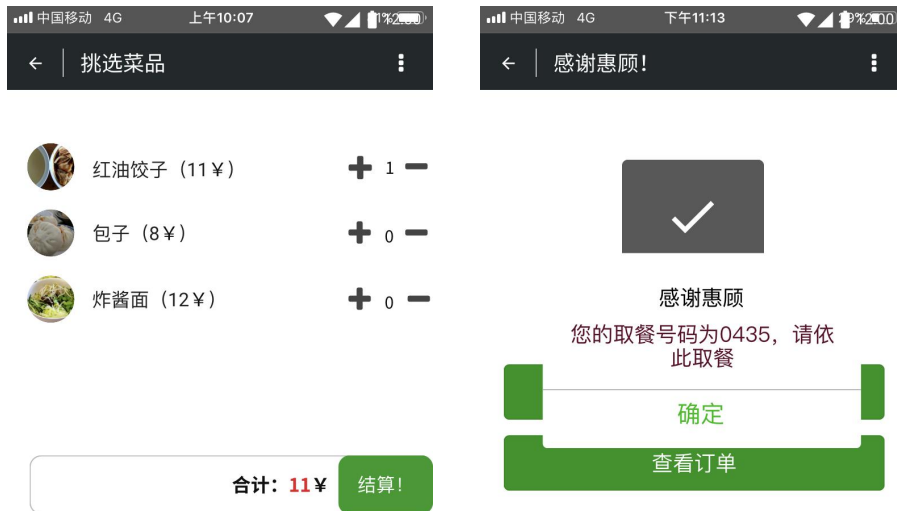 中国移动 4G 上午10:07
挑选菜品
红油饺子（11￥） 1
包子（8￥） 0
炸酱面（12￥） 0
合计：11￥ 结算！
中国移动 4G 下午11:13
感谢惠顾！
感谢惠顾
您的取餐号码为0435，请依
此取餐
确定
查看订单